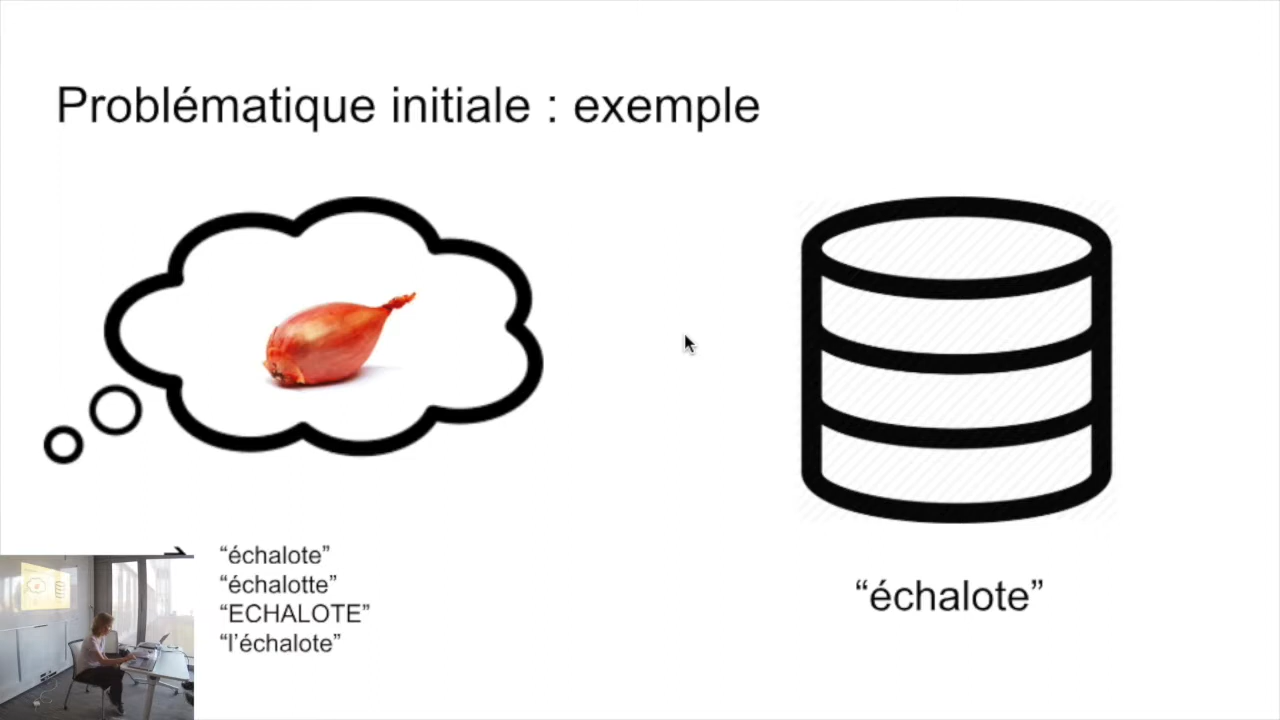 Problématique initiale : exemple
“échalote”
“échalotte”
“ECHALOTE”
“l’échalote”
“échalote”